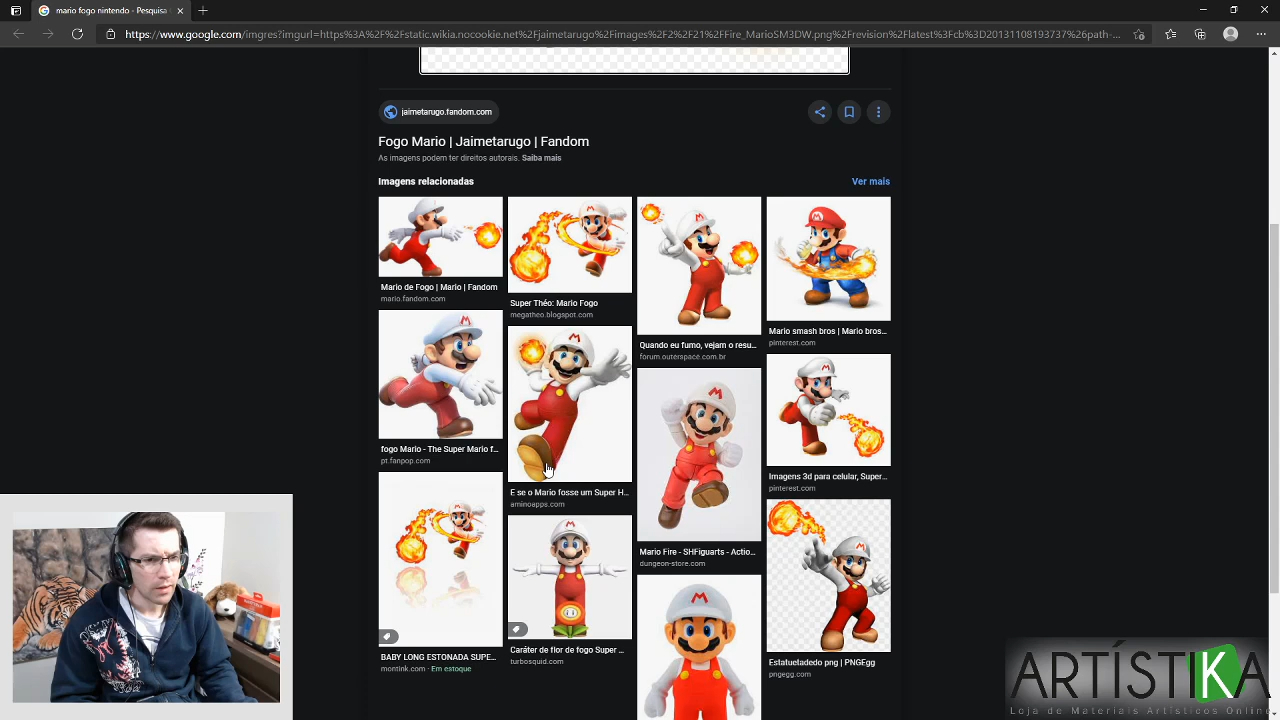 mario fogo nintendo - Pesquisa
https://www.google.com/imgres?imgurl=https%3A%2F%2Fstatic.wikia.nocookie.net%2Fjaimetarugo%2Fimages%2F2%2F21%2FFire_MarioSM3DW.png%2Frevision%2Flatest%2Fcb%3D20131108193737%26path-...
jaimetarugo.fandom.com
Fogo Mario | Jaimetarugo | Fandom
As imagens podem ter direitos autorais. Saiba mais
Imagens relacionadas
Ver mais
Mario de Fogo | Mario | Fandom
mario.fandom.com
Super Théo: Mario Fogo
megatheo.blogspot.com
Quando eu fumo, vejam o resu...
forum.outerspace.com.br
Mario smash bros | Mario bros...
pinterest.com
fogo Mario - The Super Mario f...
pt.fanpop.com
E se o Mario fosse um Super H...
aminoapps.com
Mario Fire - SHFiguarts - Actio...
dungeon-store.com
Imagens 3d para celular, Super...
pinterest.com
BABY LONG ESTONADA SUPE...
montink.com · Em estoque
Caráter de flor de fogo Super ...
turbosquid.com
Estatuetadedo png | PNGEgg
pngegg.com
ARTÍSTIKA
Loja de Materiais Artísticos Online